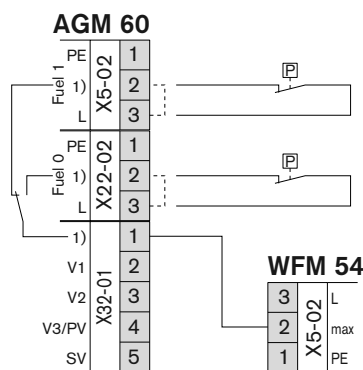 AGM 60
Fuel 1
X5-02
PE 1
1) 2
L 3
P
Fuel 0
X22-02
PE 1
1) 2
L 3
P
X32-01
1) 1
V1 2
V2 3
V3/PV 4
SV 5
WFM 54
X5-02
3 L
2 max
1 PE